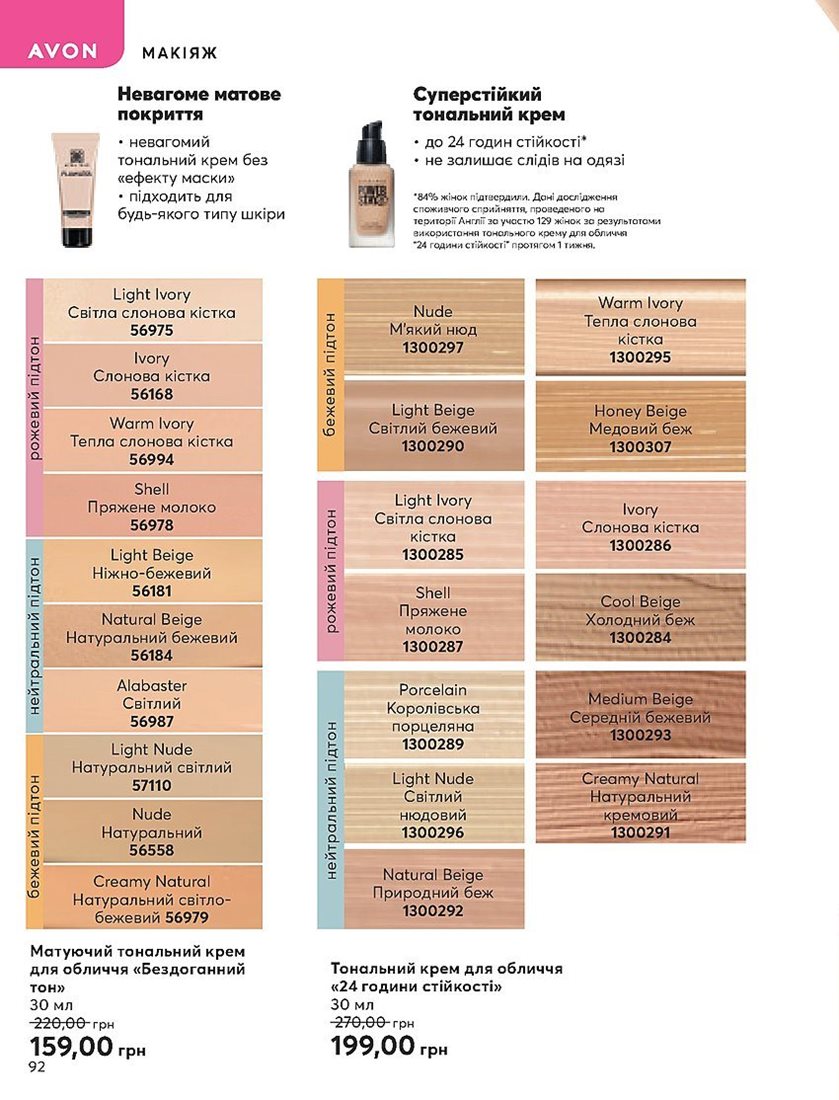 AVON
МАКІЯЖ
Невагоме матове
покриття
• невагомий
тональний крем без
«ефекту маски»
• підходить для
будь-якого типу шкіри
Суперстійкий
тональний крем
• до 24 годин стійкості*
• не залишає слідів на одязі
*84% жінок підтвердили. Дані дослідження
споживчого сприйняття, проведеного на
території Англії за участю 129 жінок за результатами
використання тонального крему для обличчя
"24 години стійкості" протягом 1 тижня.
POWER
STAY
рожевий підтон
Light Ivory
Світла слонова кістка
56975
Ivory
Слонова кістка
56168
Warm Ivory
Тепла слонова кістка
56994
Shell
Пряжене молоко
56978
нейтральний підтон
Light Beige
Ніжно-бежевий
56181
Natural Beige
Натуральний бежевий
56184
Alabaster
Світлий
56987
бежевий підтон
Light Nude
Натуральний світлий
57110
Nude
Натуральний
56558
Creamy Natural
Натуральний світло-
бежевий 56979
Матуючий тональний крем
для обличчя «Бездоганний
тон»
30 мл
220,00 грн
159,00 грн
бежевий підтон
Nude
М'який нюд
1300297
Warm Ivory
Тепла слонова
кістка
1300295
Light Beige
Світлий бежевий
1300290
Honey Beige
Медовий беж
1300307
рожевий підтон
Light Ivory
Світла слонова
кістка
1300285
Ivory
Слонова кістка
1300286
Shell
Пряжене
молоко
1300287
Cool Beige
Холодний беж
1300284
нейтральний підтон
Porcelain
Королівська
порцеляна
1300289
Medium Beige
Середній бежевий
1300293
Light Nude
Світлий
нюдовий
1300296
Creamy Natural
Натуральний
кремовий
1300291
Natural Beige
Природний беж
1300292
Тональний крем для обличчя
«24 години стійкості»
30 мл
270,00 грн
199,00 грн
92